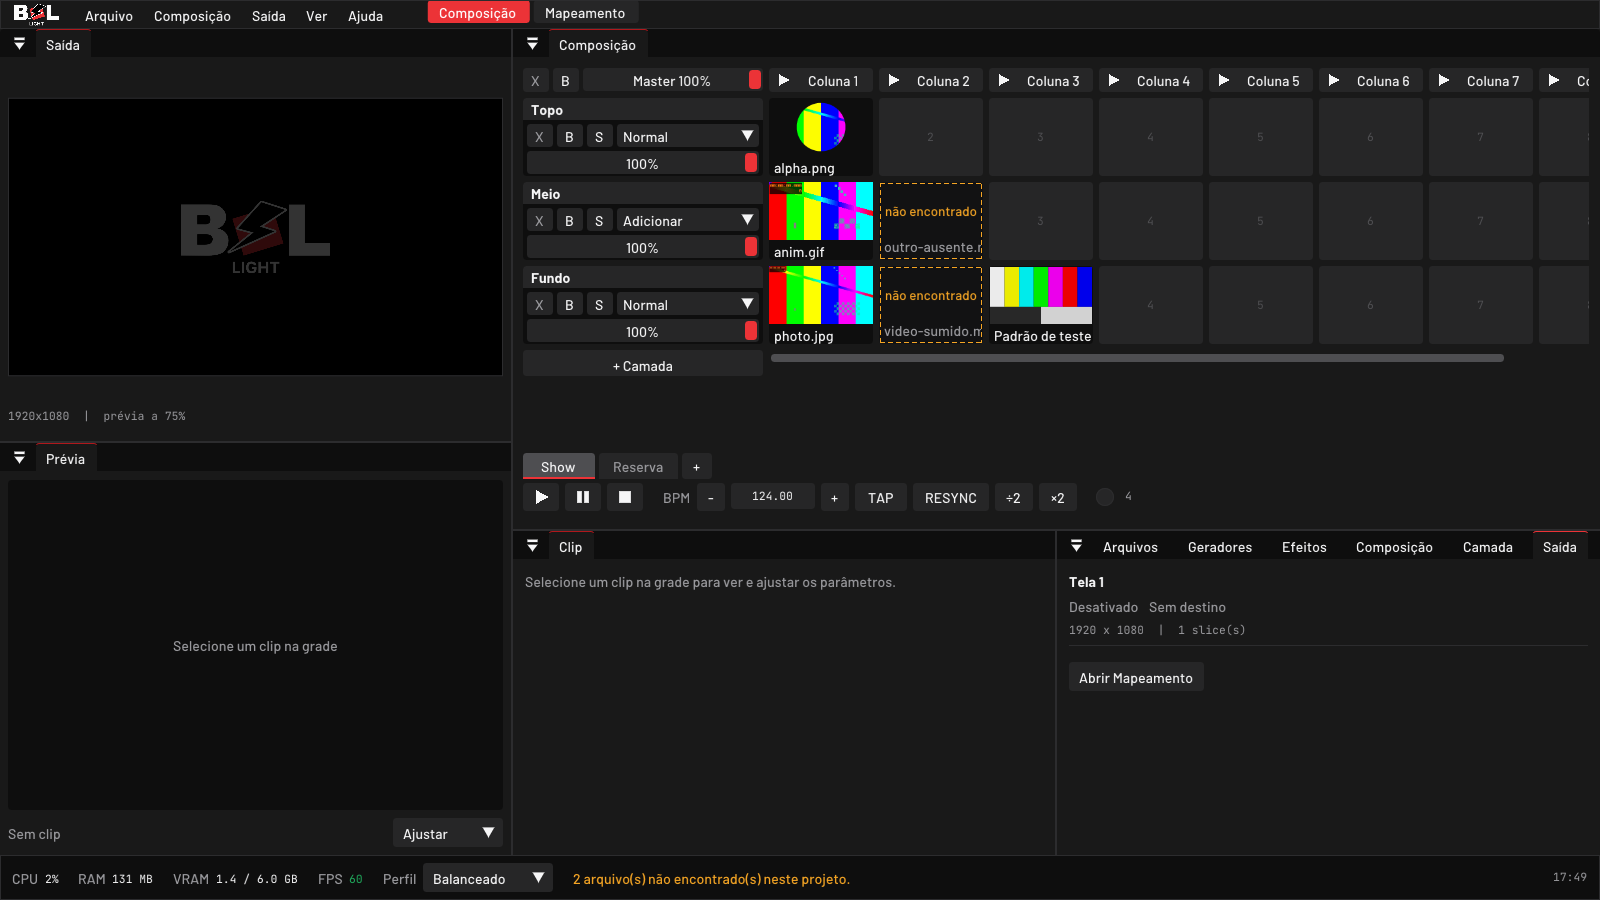 BOL LIGHT Arquivo Composição Saída Ver Ajuda Composição Mapeamento
Saída
BOL
LIGHT
1920x1080 | prévia a 75%
Prévia
Selecione um clip na grade
Sem clip Ajustar
Composição
X B Master 100% Coluna 1 Coluna 2 Coluna 3 Coluna 4 Coluna 5 Coluna 6 Coluna 7
Topo
X B S Normal 2 3 4 5 6 7
100%
alpha.png
Meio
X B S Adicionar não encontrado 3 4 5 6 7
100%
anim.gif outro-ausente.
Fundo
X B S Normal não encontrado 4 5 6 7
100%
photo.jpg video-sumido. Padrão de teste
+ Camada
Show Reserva +
BPM - 124.00 + TAP RESYNC ÷2 ×2 4
Clip
Selecione um clip na grade para ver e ajustar os parâmetros.
Arquivos Geradores Efeitos Composição Camada Saída
Tela 1
Desativado Sem destino
1920 x 1080 | 1 slice(s)
Abrir Mapeamento
CPU 2% RAM 131 MB VRAM 1.4 / 6.0 GB FPS 60 Perfil Balanceado 2 arquivo(s) não encontrado(s) neste projeto. 17:49